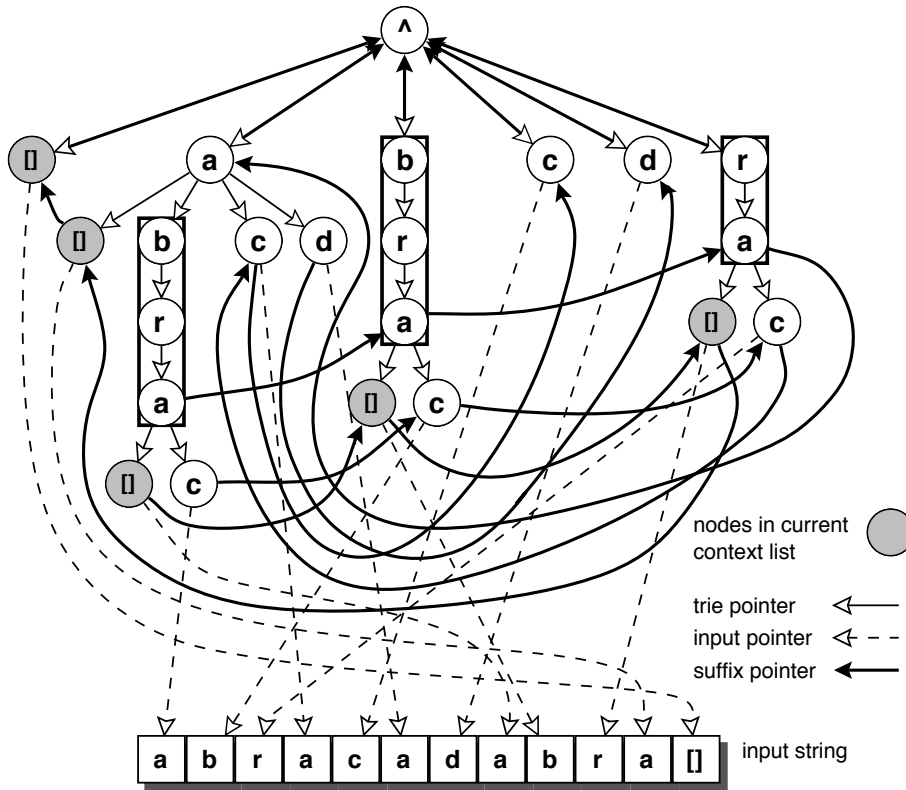 ^
[] a b c d r
[] b c d r a
r a [] c
a [] c
[] c
nodes in current
context list
trie pointer
input pointer
suffix pointer
a b r a c a d a b r a []
input string